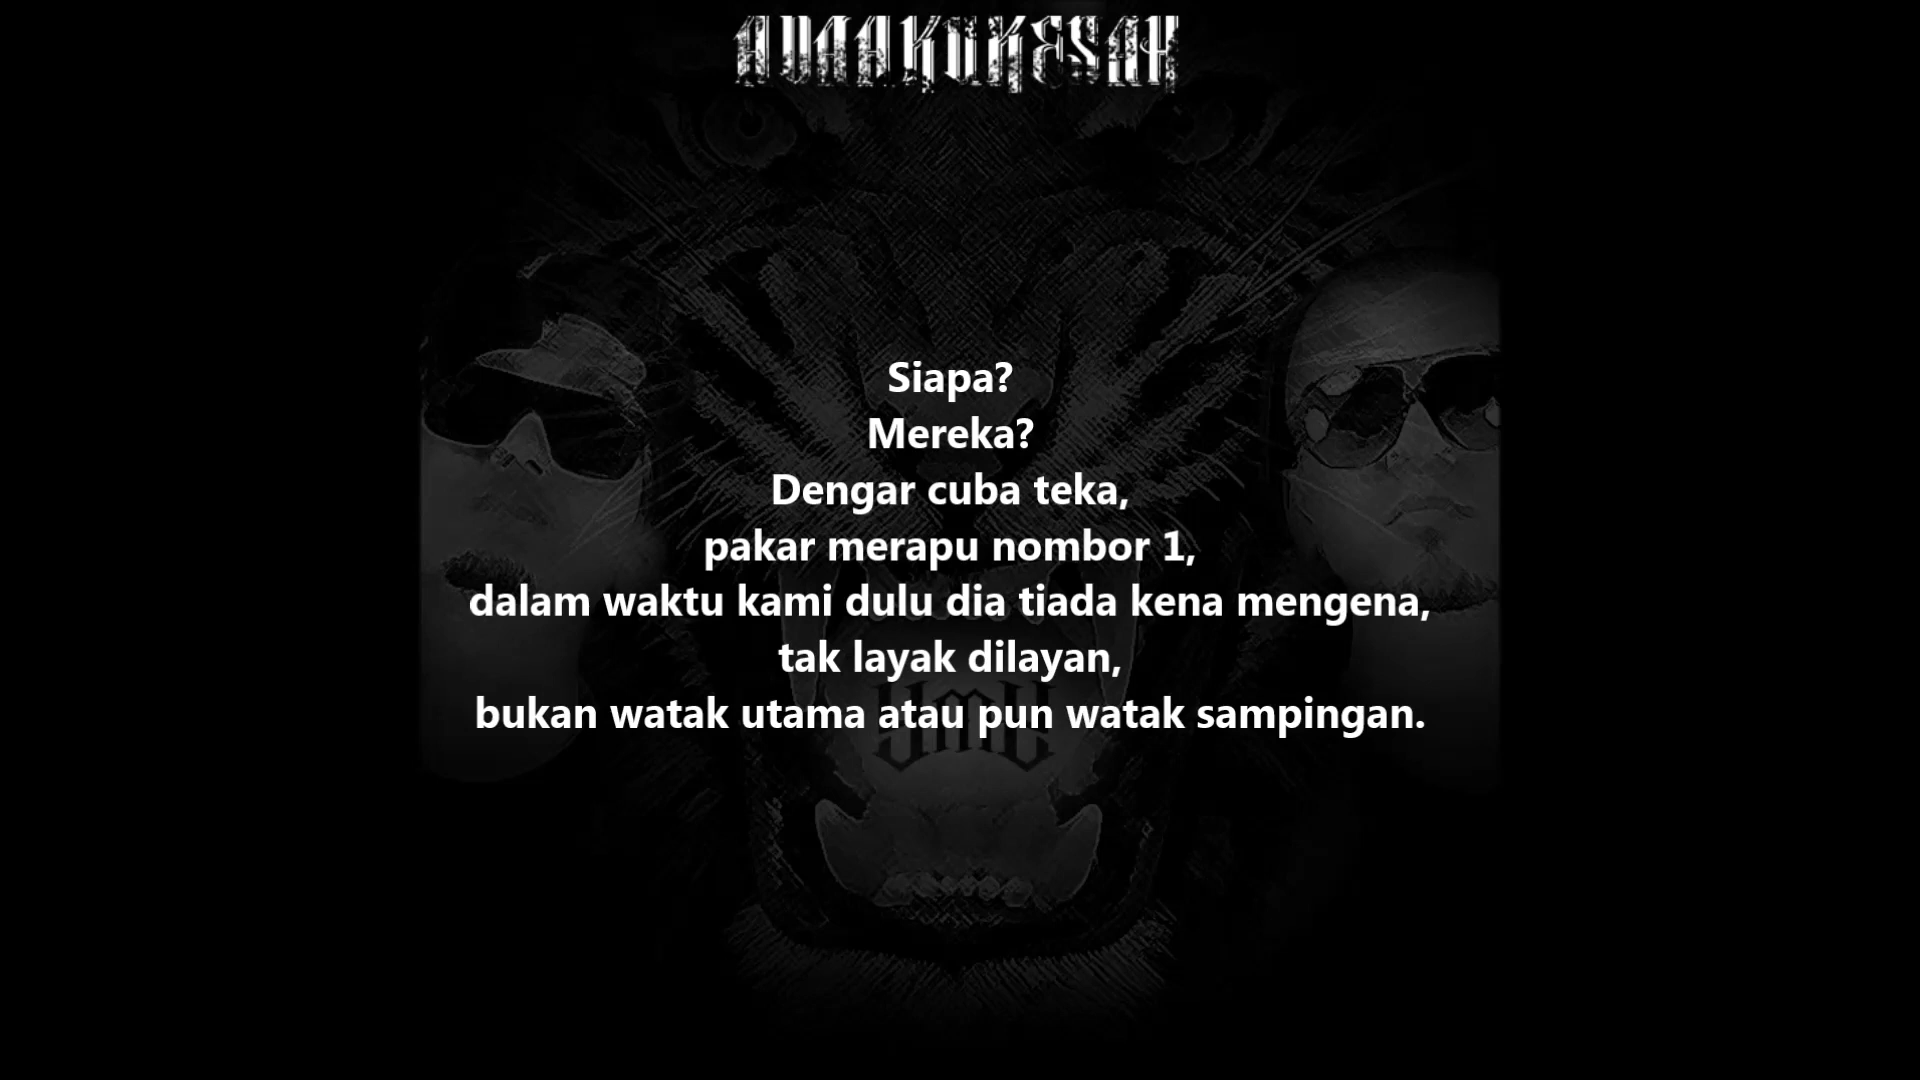 ADAAKUKESAH
Siapa?
Mereka?
Dengar cuba teka,
pakar merapu nombor 1,
dalam waktu kami dulu dia tiada kena mengena,
tak layak dilayan,
bukan watak utama atau pun watak sampingan.